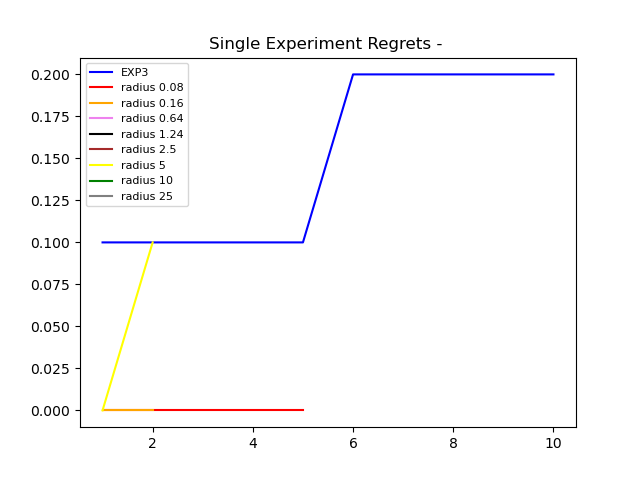 Single Experiment Regrets -
EXP3
radius 0.08
radius 0.16
radius 0.64
radius 1.24
radius 2.5
radius 5
radius 10
radius 25
0.200
0.175
0.150
0.125
0.100
0.075
0.050
0.025
0.000
2 4 6 8 10